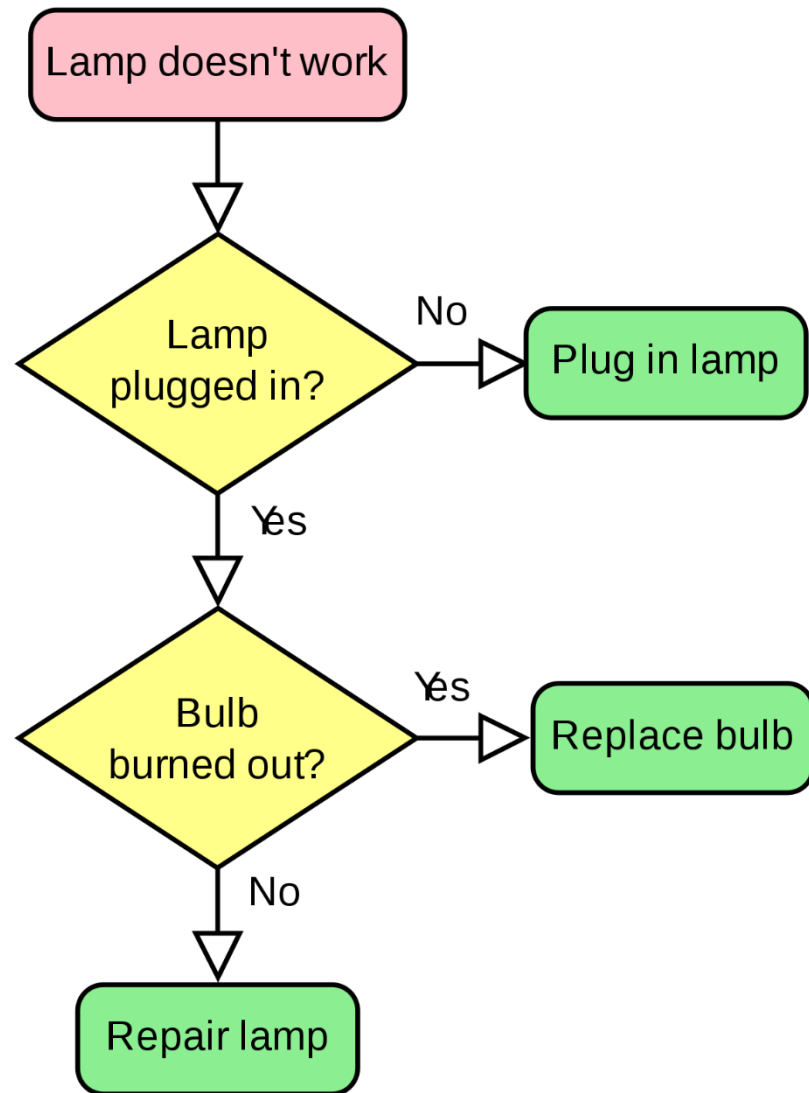 Lamp doesn't work
Lamp
plugged in?
No
Plug in lamp
Yes
Bulb
burned out?
Yes
Replace bulb
No
Repair lamp